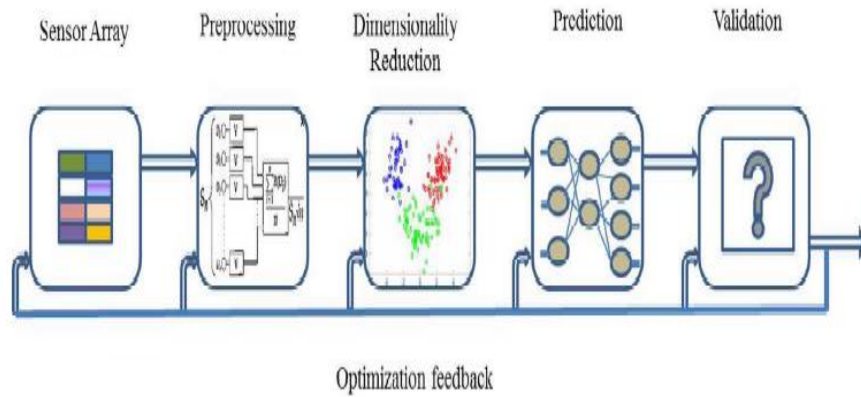 Sensor Array
Preprocessing
Dimensionality
Reduction
Prediction
Validation
?
Optimization feedback